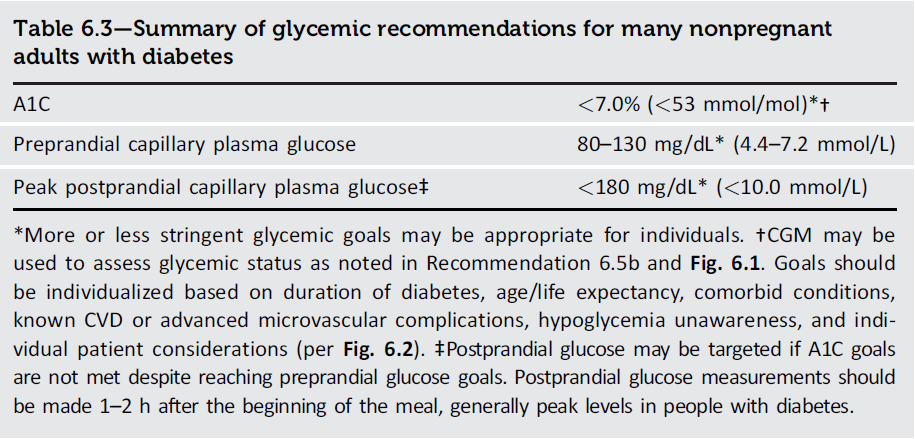 Table 6.3—Summary of glycemic recommendations for many nonpregnant
adults with diabetes
A1C <7.0% (<53 mmol/mol)*†
Preprandial capillary plasma glucose 80–130 mg/dL* (4.4–7.2 mmol/L)
Peak postprandial capillary plasma glucose‡ <180 mg/dL* (<10.0 mmol/L)
*More or less stringent glycemic goals may be appropriate for individuals. †CGM may be
used to assess glycemic status as noted in Recommendation 6.5b and Fig. 6.1. Goals should
be individualized based on duration of diabetes, age/life expectancy, comorbid conditions,
known CVD or advanced microvascular complications, hypoglycemia unawareness, and indi-
vidual patient considerations (per Fig. 6.2). ‡Postprandial glucose may be targeted if A1C goals
are not met despite reaching preprandial glucose goals. Postprandial glucose measurements should
be made 1–2 h after the beginning of the meal, generally peak levels in people with diabetes.